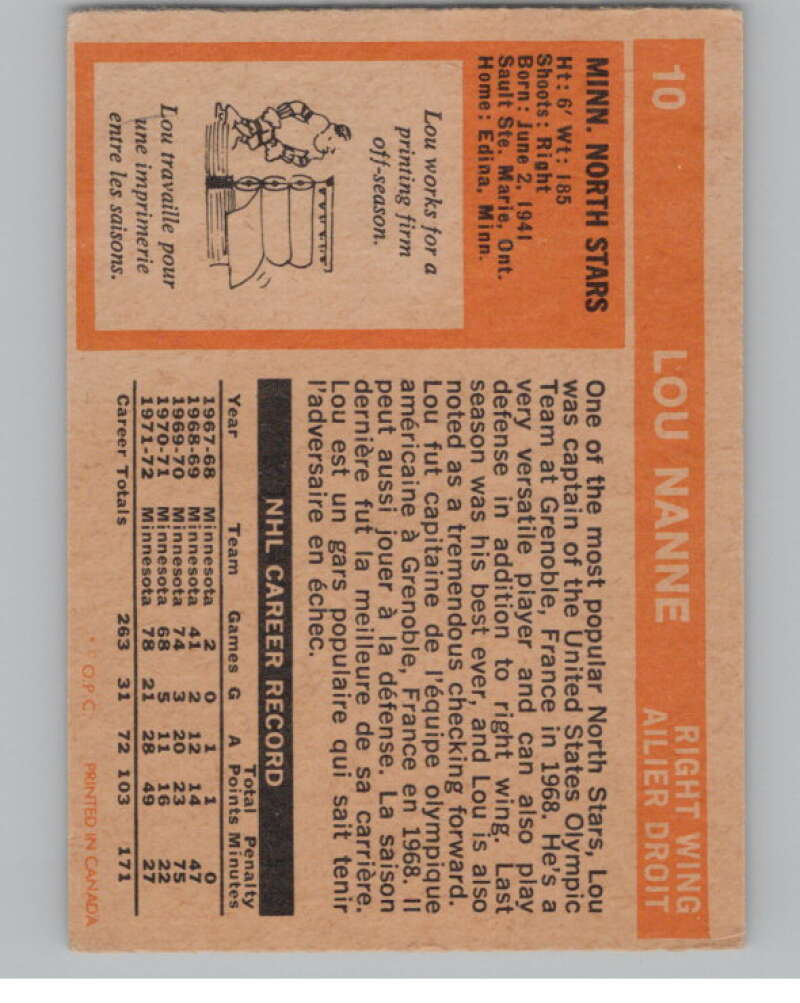 10 LOU NANNE RIGHT WING
AILIER DROIT
MINN. NORTH STARS
Ht: 6' Wt: 185
Shoots: Right
Born: June 2, 1941
Sault Ste. Marie, Ont.
Home: Edina, Minn.
Lou works for a
printing firm
off-season.
Lou travaille pour
une imprimerie
entre les saisons.
One of the most popular North Stars, Lou
was captain of the United States Olympic
Team at Grenoble, France in 1968. He's a
very versatile player and can also play
defense in addition to right wing. Last
season was his best ever, and Lou is also
noted as a tremendous checking forward.
Lou fut capitaine de l'équipe olympique
américaine à Grenoble, France en 1968. Il
peut aussi jouer à la défense. La saison
dernière fut la meilleure de sa carrière.
Lou est un gars populaire qui sait tenir
l'adversaire en échec.
NHL CAREER RECORD
Total Penalty
Year Team Games G A Points Minutes
1967-68 Minnesota 2 0 1 1 0
1968-69 Minnesota 41 2 12 14 47
1969-70 Minnesota 74 3 20 23 75
1970-71 Minnesota 68 5 11 16 22
1971-72 Minnesota 78 21 28 49 27
Career Totals 263 31 72 103 171
O.P.C. PRINTED IN CANADA